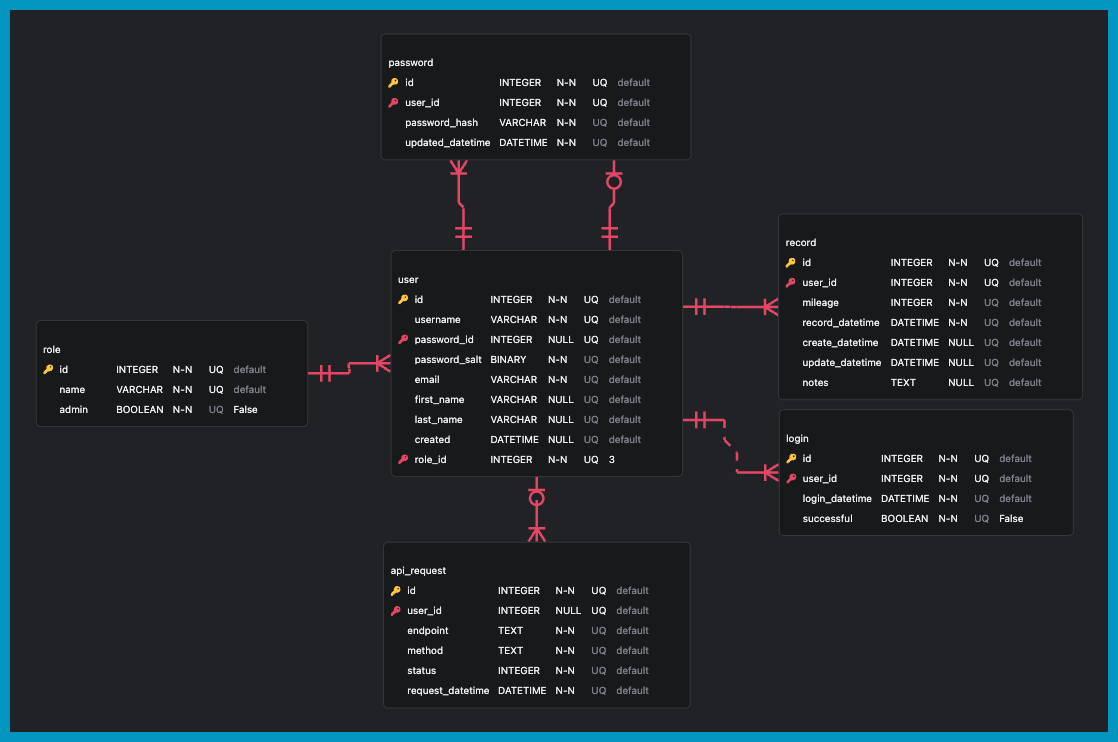 password
id INTEGER N-N UQ default
user_id INTEGER N-N UQ default
password_hash VARCHAR N-N UQ default
updated_datetime DATETIME N-N UQ default
user
id INTEGER N-N UQ default
username VARCHAR N-N UQ default
password_id INTEGER NULL UQ default
password_salt BINARY N-N UQ default
email VARCHAR N-N UQ default
first_name VARCHAR NULL UQ default
last_name VARCHAR NULL UQ default
created DATETIME NULL UQ default
role_id INTEGER N-N UQ 3
record
id INTEGER N-N UQ default
user_id INTEGER N-N UQ default
mileage INTEGER N-N UQ default
record_datetime DATETIME N-N UQ default
create_datetime DATETIME NULL UQ default
update_datetime DATETIME NULL UQ default
notes TEXT NULL UQ default
role
id INTEGER N-N UQ default
name VARCHAR N-N UQ default
admin BOOLEAN N-N UQ False
login
id INTEGER N-N UQ default
user_id INTEGER N-N UQ default
login_datetime DATETIME N-N UQ default
successful BOOLEAN N-N UQ False
api_request
id INTEGER N-N UQ default
user_id INTEGER NULL UQ default
endpoint TEXT N-N UQ default
method TEXT N-N UQ default
status INTEGER N-N UQ default
request_datetime DATETIME N-N UQ default